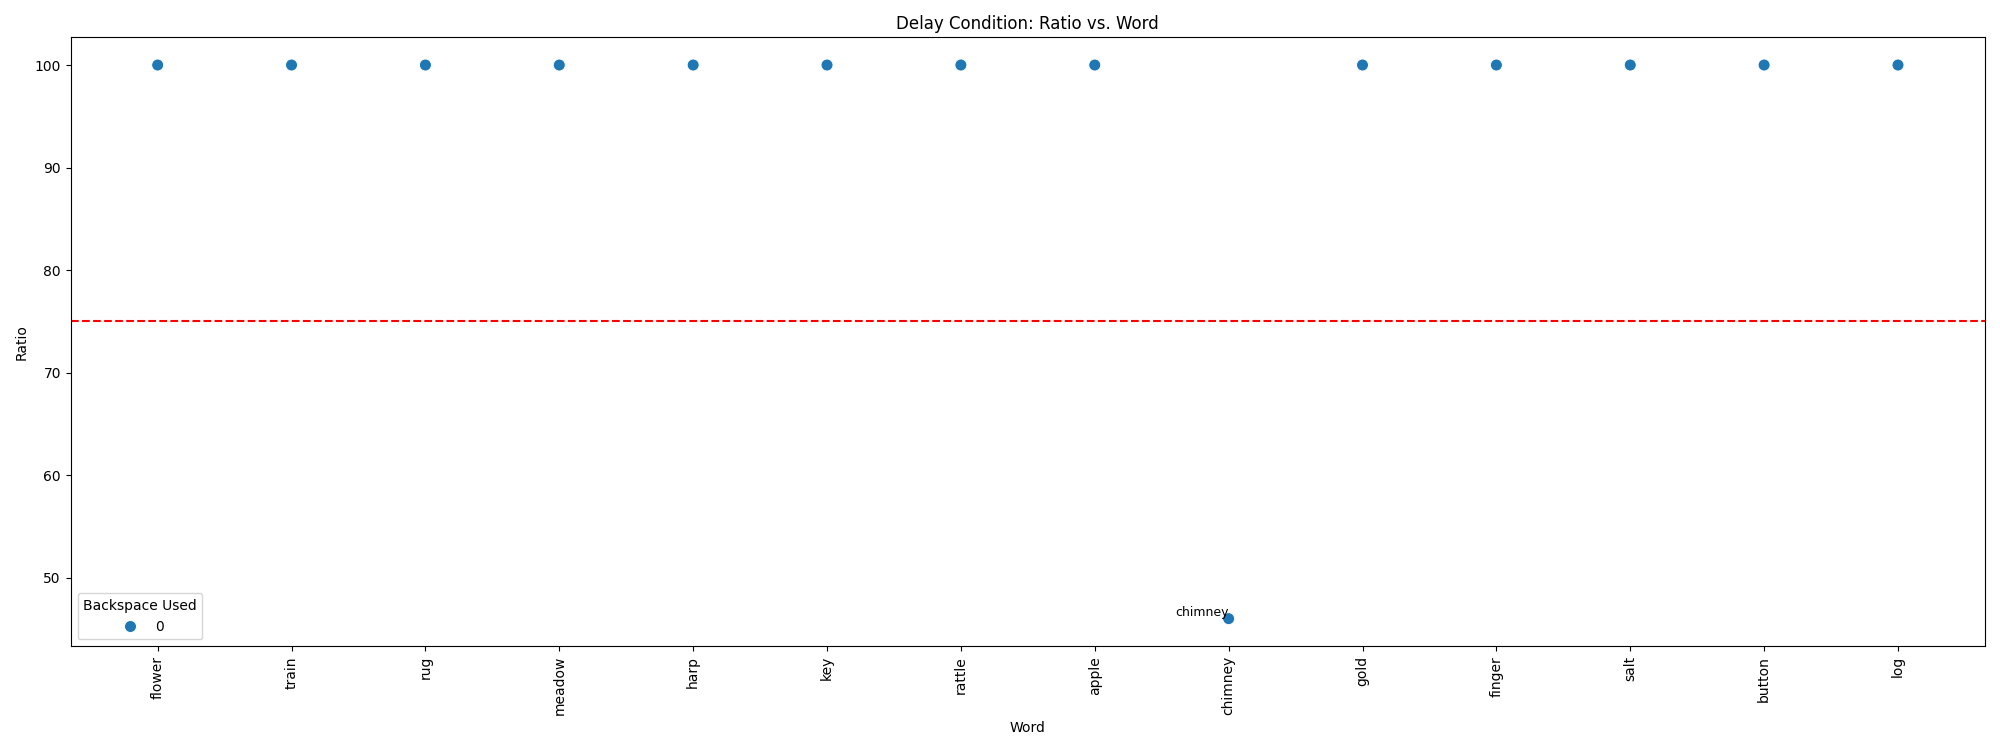 Delay Condition: Ratio vs. Word
100
90
80
70
60
50
Ratio
chimney
Backspace Used
0
flower
train
rug
meadow
harp
key
rattle
apple
chimney
gold
finger
salt
button
log
Word